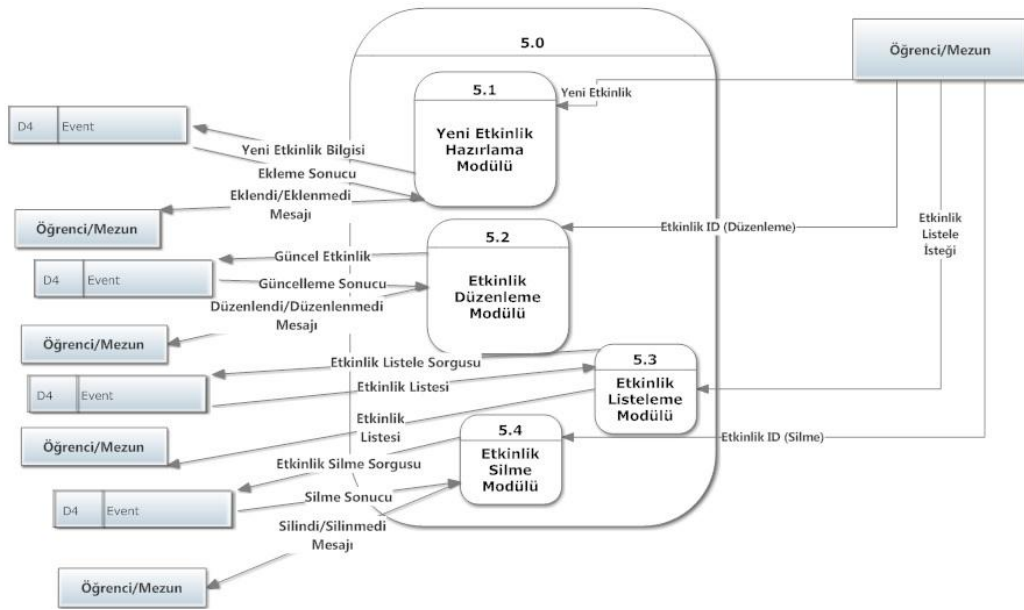 5.0
Öğrenci/Mezun
5.1
Yeni Etkinlik
Hazırlama
Modülü
Yeni Etkinlik
D4 Event
Yeni Etkinlik Bilgisi
Ekleme Sonucu
Eklendi/Eklenmedi
Mesajı
Öğrenci/Mezun
5.2
Etkinlik
Düzenleme
Modülü
Etkinlik ID (Düzenleme)
Etkinlik
Listele
İsteği
Güncel Etkinlik
D4 Event
Güncelleme Sonucu
Düzenlendi/Düzenlenmedi
Mesajı
Öğrenci/Mezun
5.3
Etkinlik
Listeleme
Modülü
Etkinlik Listele Sorgusu
D4 Event
Etkinlik Listesi
Etkinlik
Listesi
Öğrenci/Mezun
5.4
Etkinlik
Silme
Modülü
Etkinlik ID (Silme)
Etkinlik Silme Sorgusu
D4 Event
Silme Sonucu
Silindi/Silinmedi
Mesajı
Öğrenci/Mezun